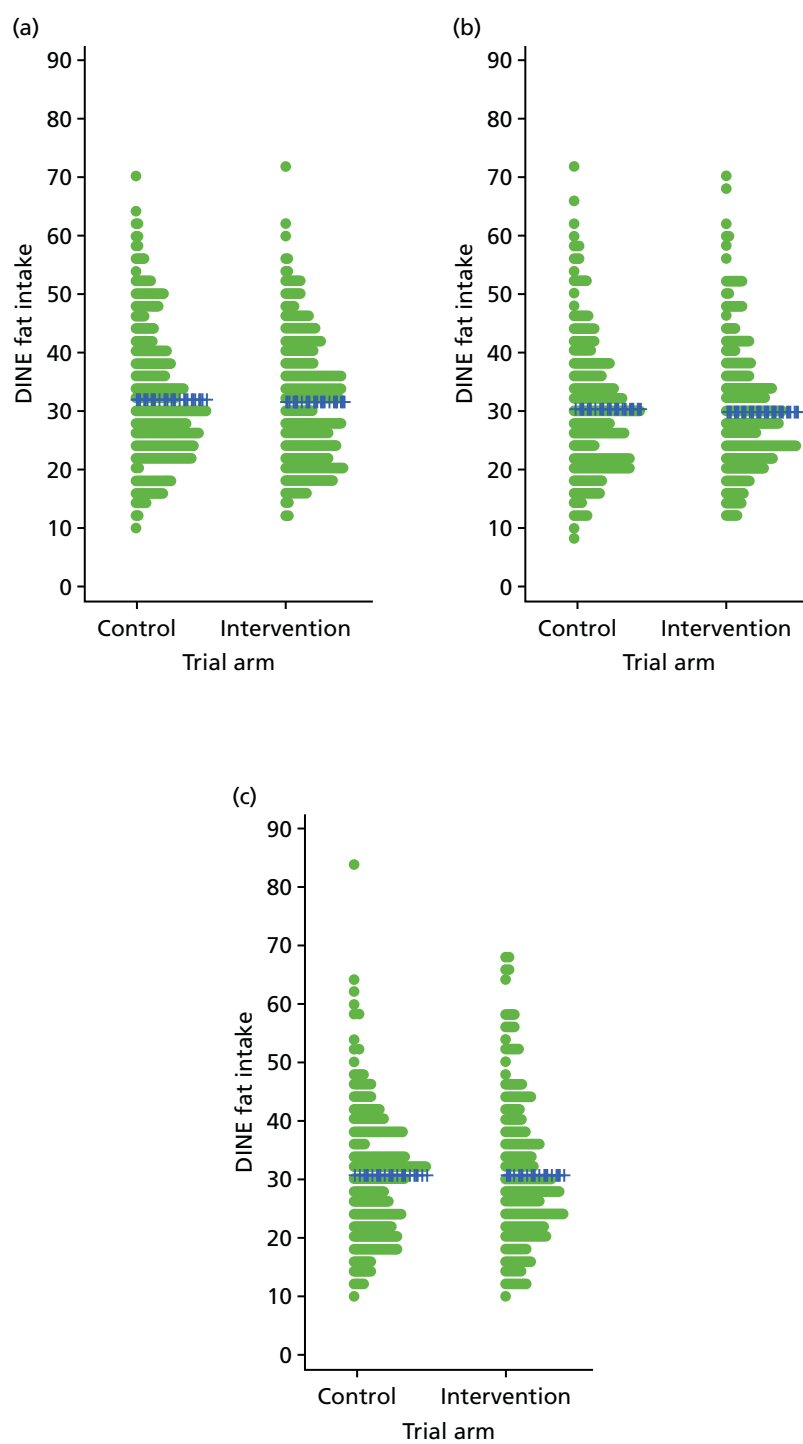 (a)
90
80
70
60
50
40
30
20
10
0
DINE fat intake
Control Intervention
Trial arm
(b)
90
80
70
60
50
40
30
20
10
0
DINE fat intake
Control Intervention
Trial arm
(c)
90
80
70
60
50
40
30
20
10
0
DINE fat intake
Control Intervention
Trial arm